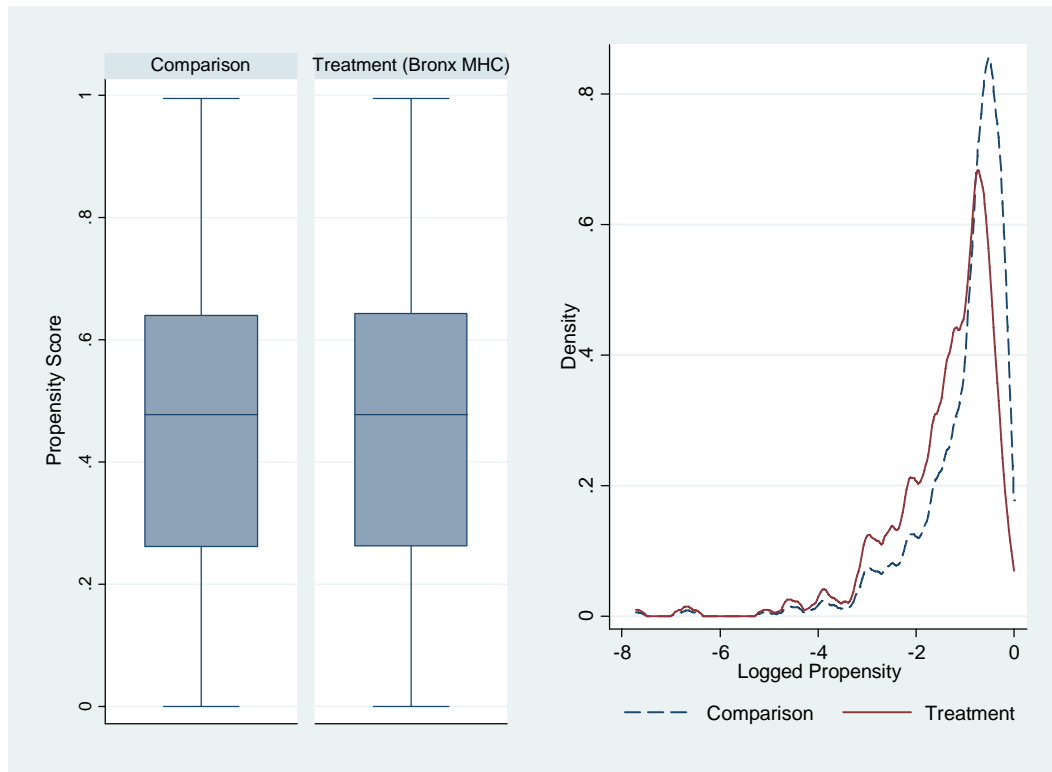 Comparison
Treatment (Bronx MHC)
Propensity Score
1
.8
.6
.4
.2
0
Density
.8
.6
.4
.2
0
-8 -6 -4 -2 0
Logged Propensity
Comparison Treatment